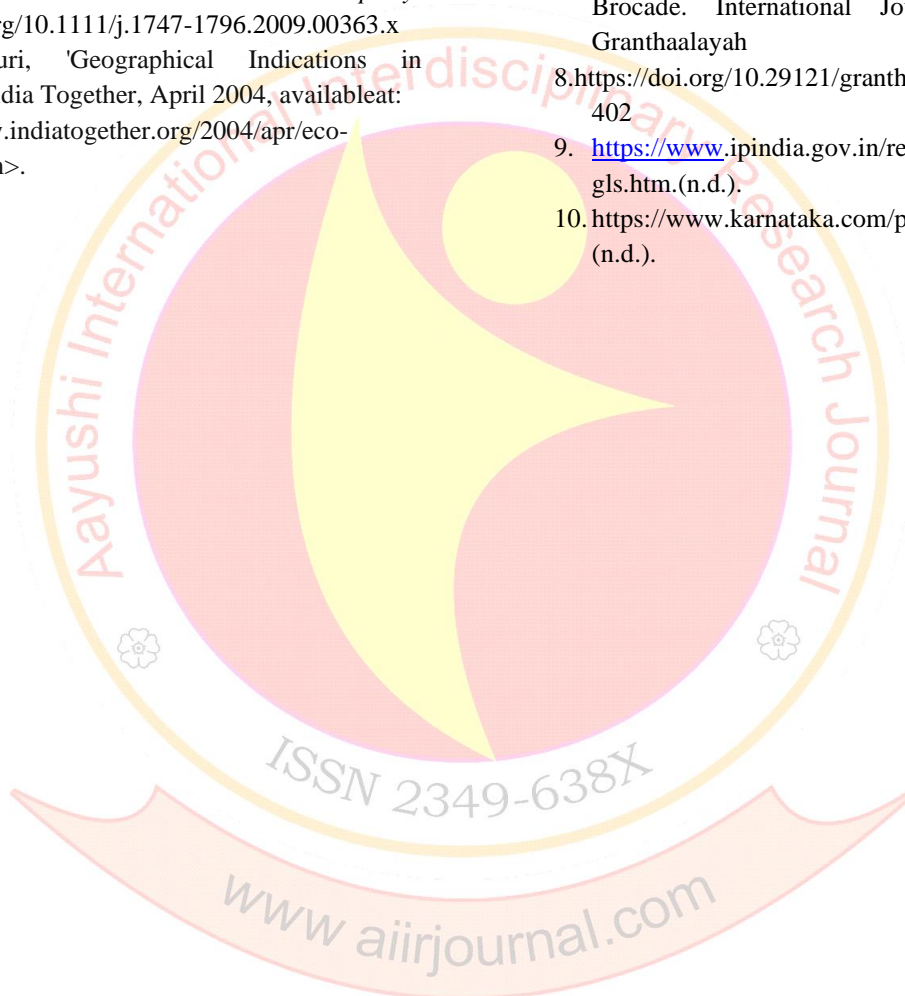 rg/10.1111/j.1747-1796.2009.00363.x
uri, 'Geographical Indications in
dia Together, April 2004, availableat:
.indiatogether.org/2004/apr/eco-
>.
Brocade. International Jou
Granthaalayah
8.https://doi.org/10.29121/granth
402
9. https://www.ipindia.gov.in/re
gls.htm.(n.d.).
10. https://www.karnataka.com/p
(n.d.).
Aayushi International Interdisciplinary Research Journal
ISSN 2349-638X
www aiirjournal.com